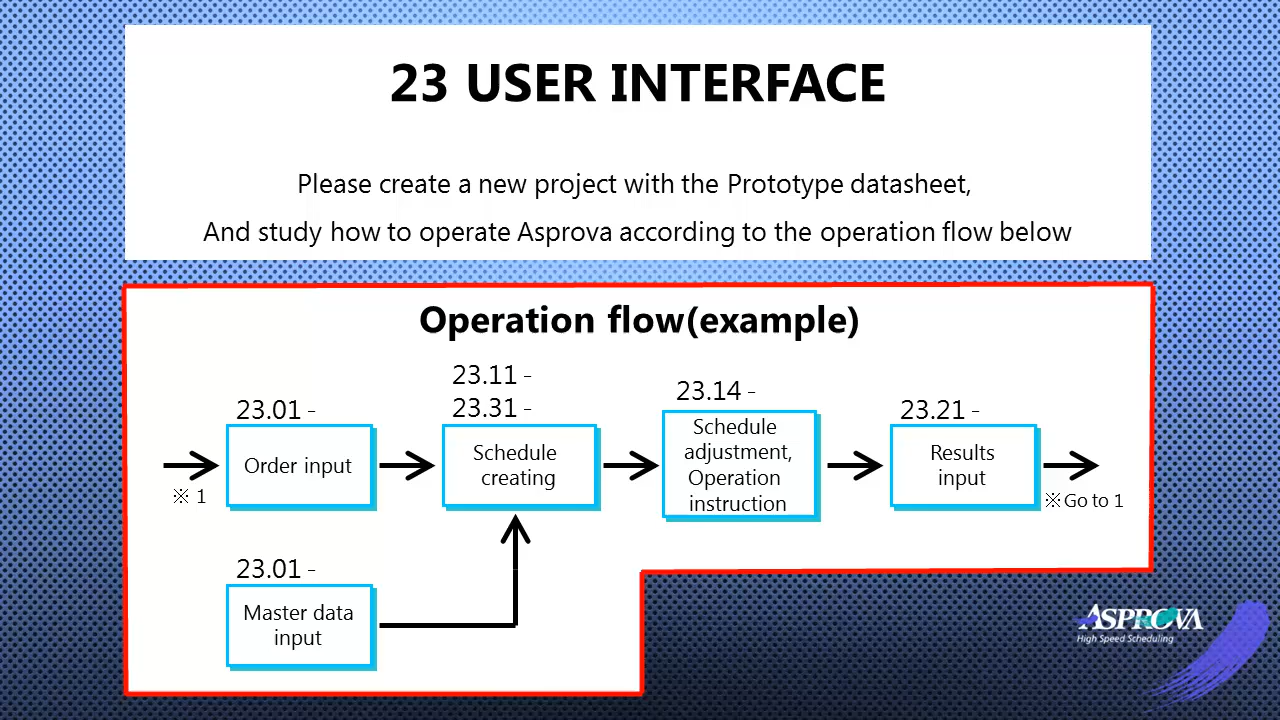 23 USER INTERFACE
Please create a new project with the Prototype datasheet,
And study how to operate Asprova according to the operation flow below
Operation flow(example)
23.01 -
Order input
※ 1
23.11 -
23.31 -
Schedule
creating
23.14 -
Schedule
adjustment,
Operation
instruction
23.21 -
Results
input
※Go to 1
23.01 -
Master data
input
ASPROVA
High Speed Scheduling